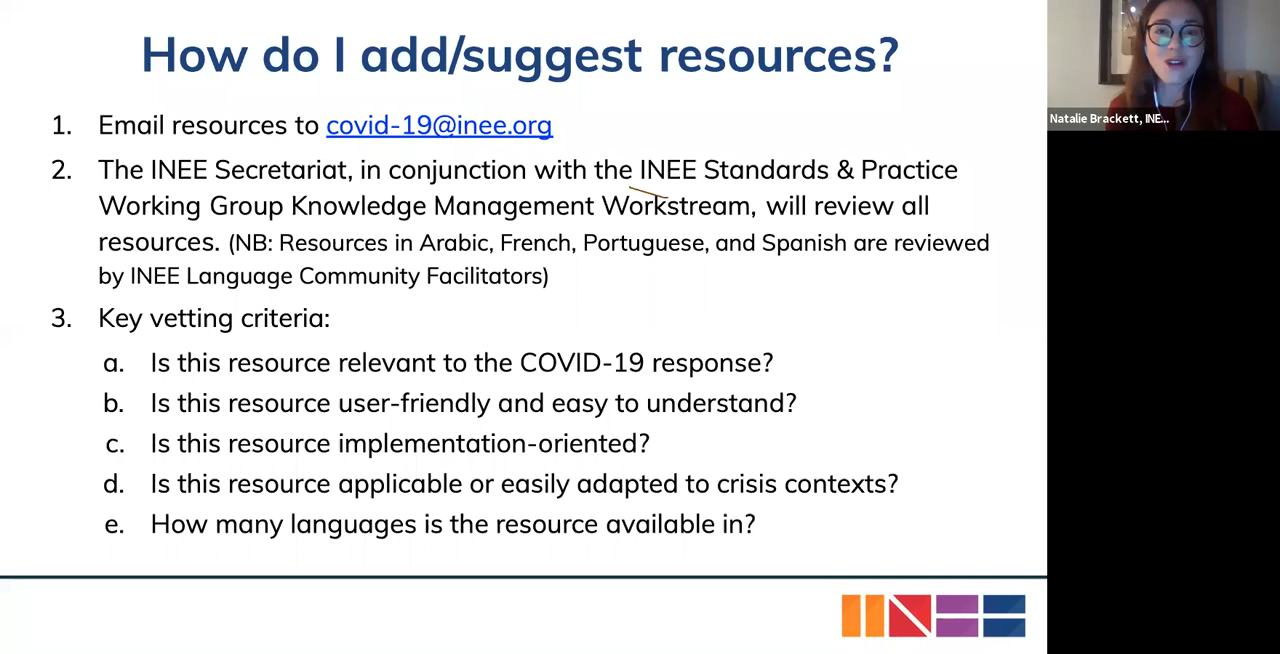 How do I add/suggest resources?
1. Email resources to covid-19@inee.org
2. The INEE Secretariat, in conjunction with the INEE Standards & Practice
Working Group Knowledge Management Workstream, will review all
resources. (NB: Resources in Arabic, French, Portuguese, and Spanish are reviewed
by INEE Language Community Facilitators)
3. Key vetting criteria:
a. Is this resource relevant to the COVID-19 response?
b. Is this resource user-friendly and easy to understand?
c. Is this resource implementation-oriented?
d. Is this resource applicable or easily adapted to crisis contexts?
e. How many languages is the resource available in?
Natalie Brackett, INE...
INEE